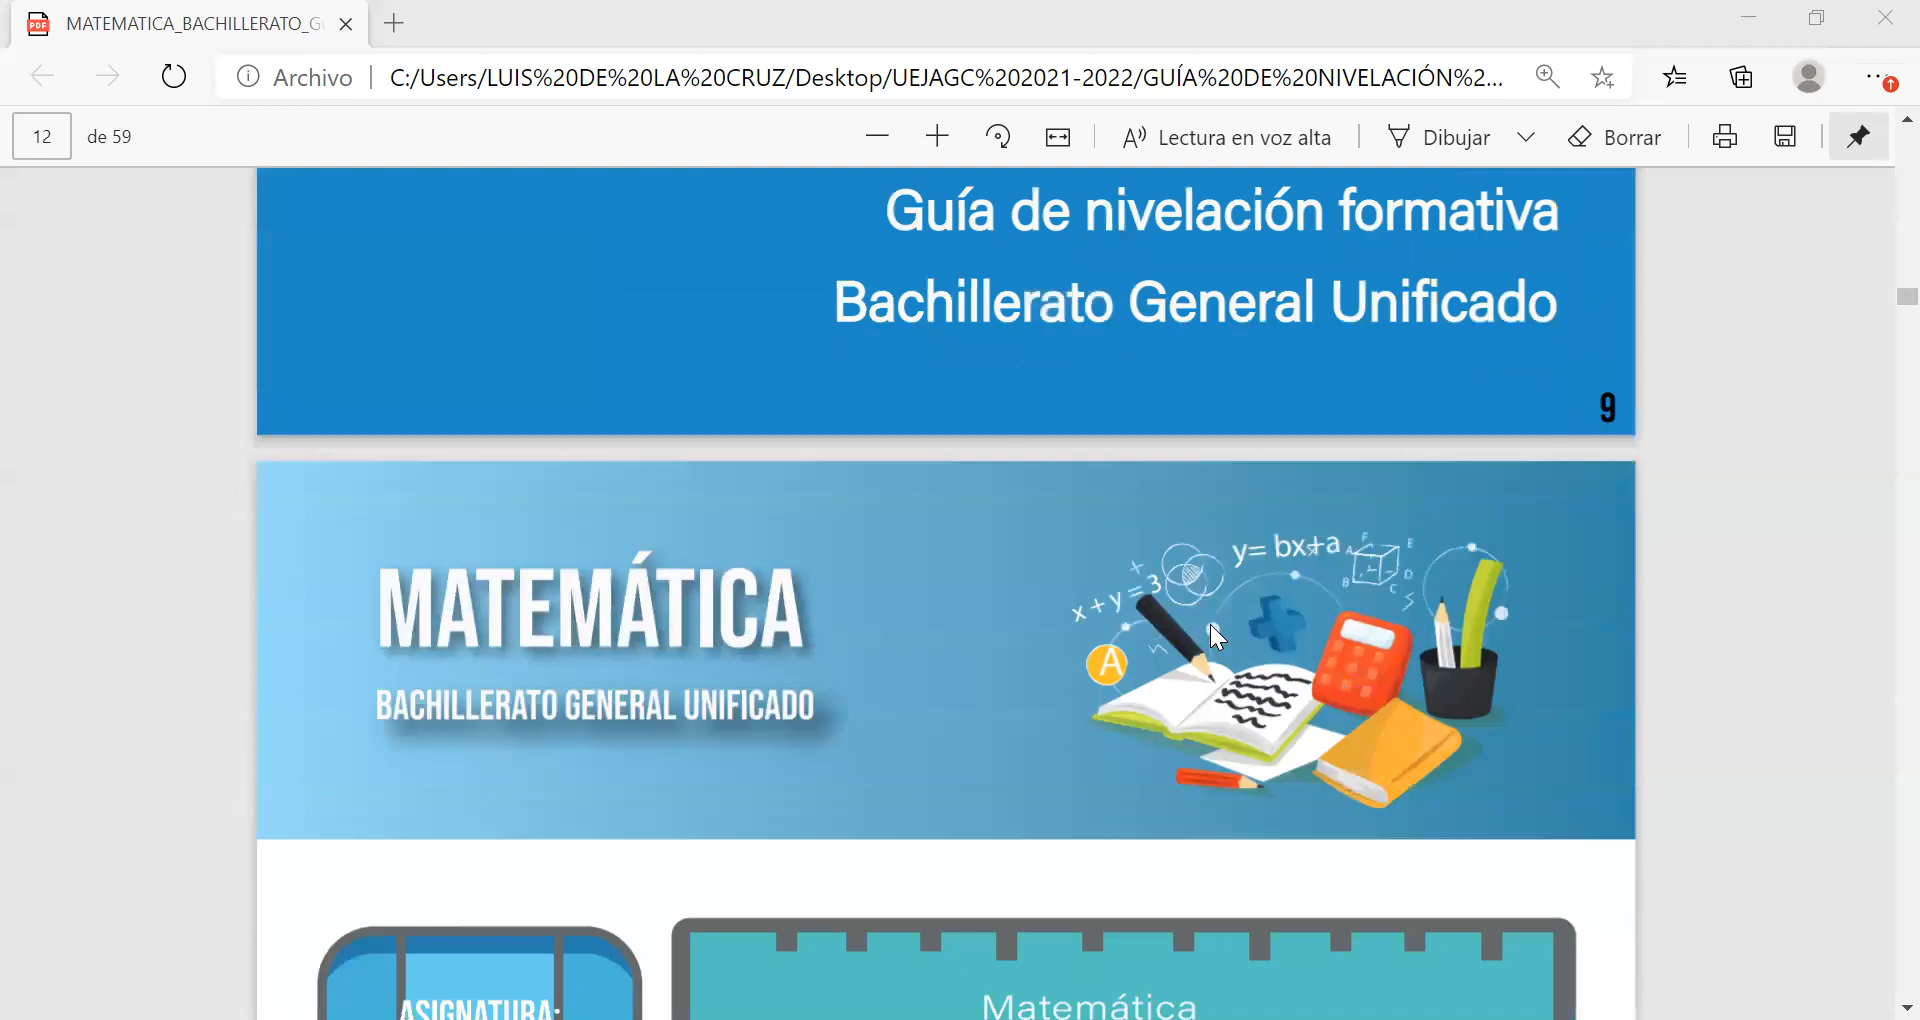 MATEMATICA_BACHILLERATO_G
Archivo
C:/Users/LUIS%20DE%20LA%20CRUZ/Desktop/UEJAGC%202021-2022/GUÍA%20DE%20NIVELACIÓN%2...
12 de 59
Lectura en voz alta
Dibujar
Borrar
Guía de nivelación formativa
Bachillerato General Unificado
9
MATEMÁTICA
BACHILLERATO GENERAL UNIFICADO
x + y = 3
y= bx+a
A
ASIGNATURA:
Matemática